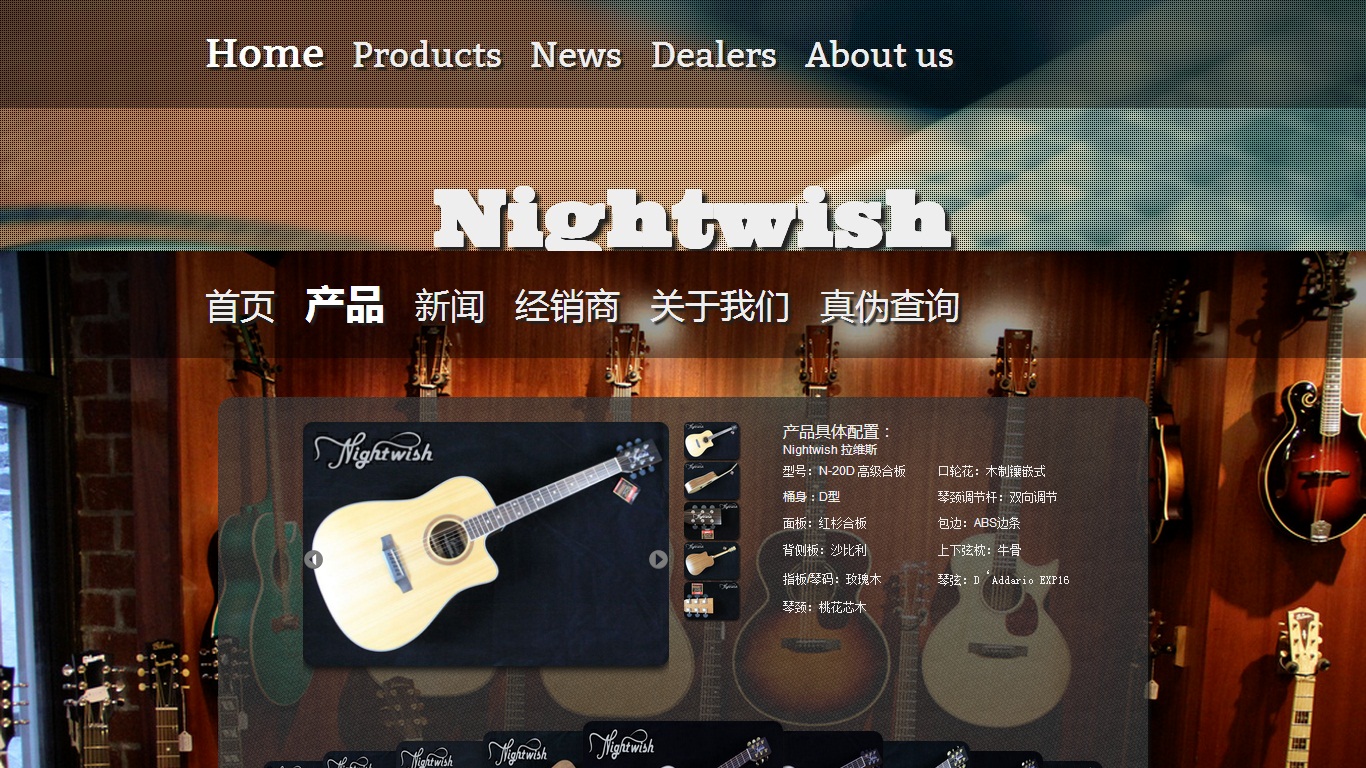 Home Products News Dealers About us
Nightwish
首页 产品 新闻 经销商 关于我们 真伪查询
Nightwish
产品具体配置：
Nightwish 拉维斯
型号：N-20D 高级合板 口轮花：木制镶嵌式
桶身：D型 琴颈调节杆：双向调节
面板：红杉合板 包边：ABS边条
背侧板：沙比利 上下弦枕：牛骨
指板/琴码：玫瑰木 琴弦：D‘Addario EXP16
琴颈：桃花芯木
Nightwish
Nightwish
Nightwish